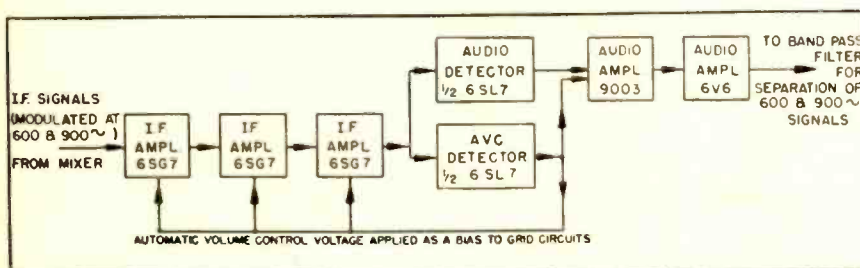 I.F. SIGNALS
(MODULATED AT
600 & 900~)
FROM MIXER
I.F
AMPL
6SG7
I.F
AMPL
6SG7
I.F
AMPL
6SG7
AUDIO
DETECTOR
1/2 6SL7
AVC
DETECTOR
1/2 6SL7
AUDIO
AMPL
9003
AUDIO
AMPL
6V6
TO BAND PASS
FILTER
FOR
SEPARATION OF
600 & 900~
SIGNALS
AUTOMATIC VOLUME CONTROL VOLTAGE APPLIED AS A BIAS TO GRID CIRCUITS